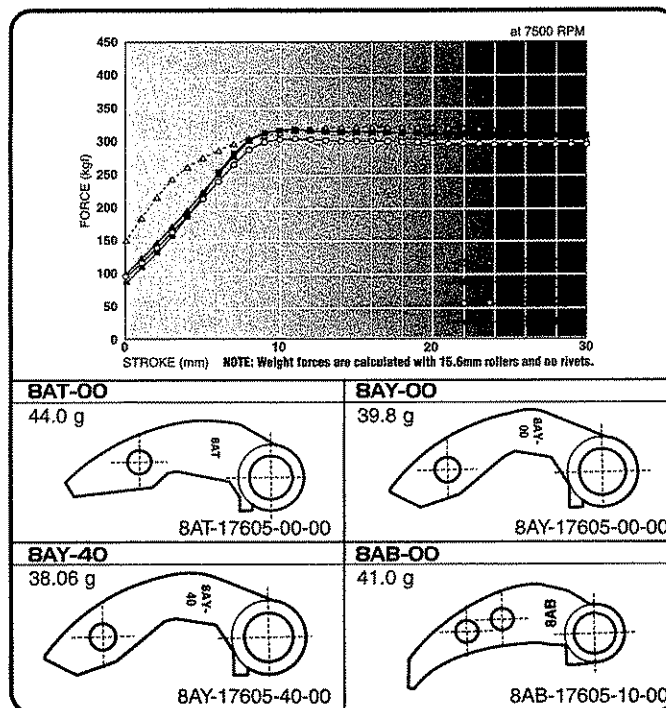 at 7500 RPM
450
400
350
300
250
200
150
100
50
0
FORCE (kgf)
0
10
20
30
STROKE (mm) NOTE: Weight forces are calculated with 15.6mm rollers and no rivets.
8AT-00
44.0 g
8AT
8AT-17605-00-00
8AY-00
39.8 g
8AY-
00
8AY-17605-00-00
8AY-40
38.06 g
8AY-
40
8AY-17605-40-00
8AB-00
41.0 g
8AB
8AB-17605-10-00